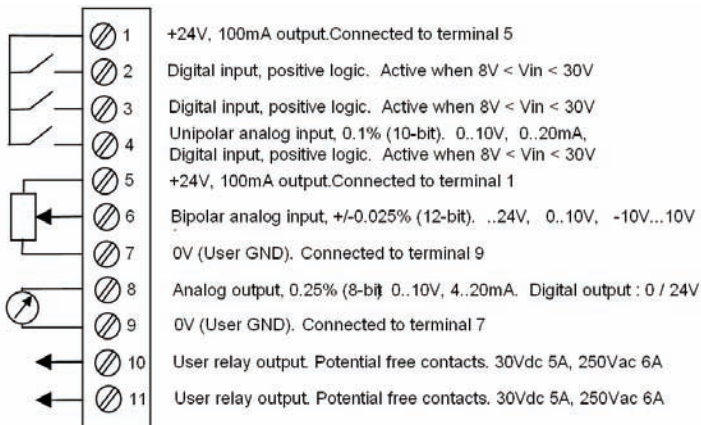 1 +24V, 100mA output.Connected to terminal 5
2 Digital input, positive logic. Active when 8V < Vin < 30V
3 Digital input, positive logic. Active when 8V < Vin < 30V
4 Unipolar analog input, 0.1% (10-bit). 0..10V, 0..20mA,
Digital input, positive logic. Active when 8V < Vin < 30V
5 +24V, 100mA output.Connected to terminal 1
6 Bipolar analog input, +/-0.025% (12-bit). ..24V, 0..10V, -10V...10V
7 0V (User GND). Connected to terminal 9
8 Analog output, 0.25% (8-bit 0..10V, 4..20mA. Digital output : 0 / 24V
9 0V (User GND). Connected to terminal 7
10 User relay output. Potential free contacts. 30Vdc 5A, 250Vac 6A
11 User relay output. Potential free contacts. 30Vdc 5A, 250Vac 6A